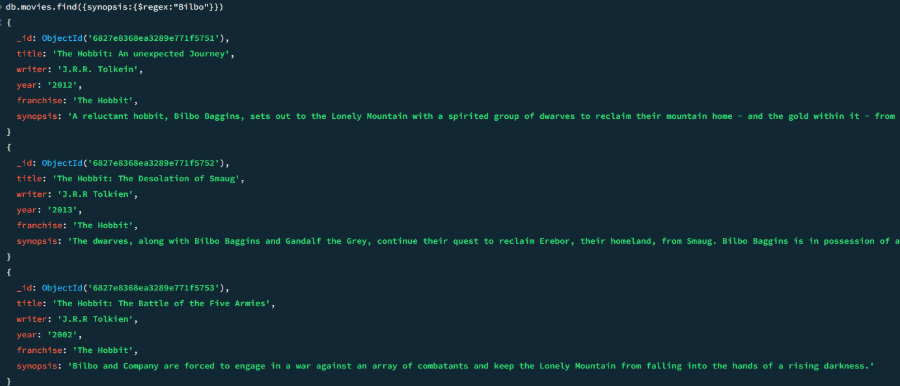 db.movies.find({synopsis:{$regex:"Bilbo"}})
{
_id: ObjectId('6827e8368ea3289e771f5751'),
title: 'The Hobbit: An unexpected Journey',
writer: 'J.R.R. Tolkein',
year: '2012',
franchise: 'The Hobbit',
synopsis: 'A reluctant hobbit, Bilbo Baggins, sets out to the Lonely Mountain with a spirited group of dwarves to reclaim their mountain home - and the gold within it - from
}
{
_id: ObjectId('6827e8368ea3289e771f5752'),
title: 'The Hobbit: The Desolation of Smaug',
writer: 'J.R.R Tolkien',
year: '2013',
franchise: 'The Hobbit',
synopsis: 'The dwarves, along with Bilbo Baggins and Gandalf the Grey, continue their quest to reclaim Erebor, their homeland, from Smaug. Bilbo Baggins is in possession of a
}
{
_id: ObjectId('6827e8368ea3289e771f5753'),
title: 'The Hobbit: The Battle of the Five Armies',
writer: 'J.R.R Tolkien',
year: '2002',
franchise: 'The Hobbit',
synopsis: 'Bilbo and Company are forced to engage in a war against an array of combatants and keep the Lonely Mountain from falling into the hands of a rising darkness.'
}